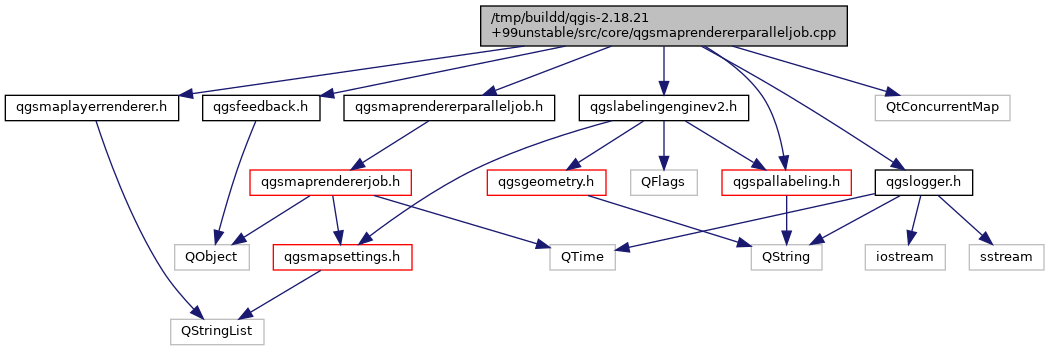 /tmp/buildd/qgis-2.18.21
+99unstable/src/core/qgsmaprendererparalleljob.cpp
qgsmaplayerrenderer.h
qgsfeedback.h
qgsmaprendererparalleljob.h
qgslabelingenginev2.h
QtConcurrentMap
qgsmaprendererjob.h
qgsgeometry.h
QFlags
qgspallabeling.h
qgslogger.h
QObject
qgsmapsettings.h
QTime
QString
iostream
sstream
QStringList